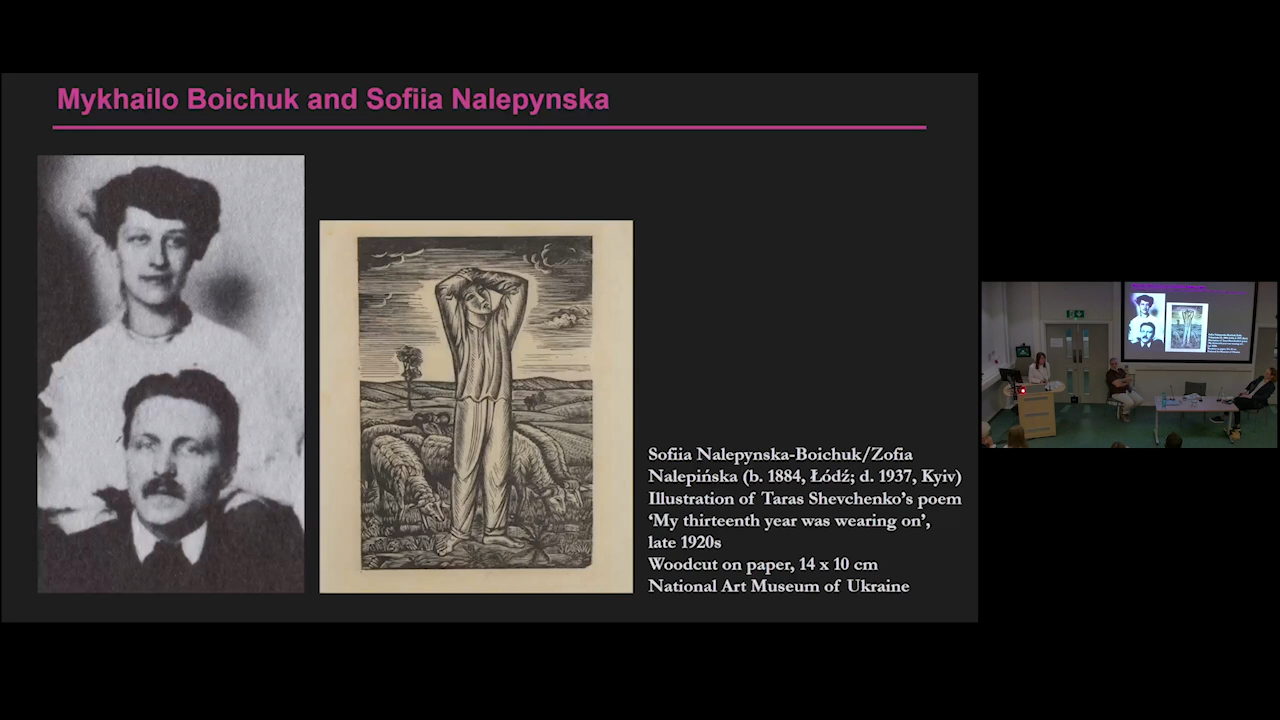 Mykhailo Boichuk and Sofiia Nalepynska
Sofiia Nalepynska-Boichuk/Zofia
Nalepińska (b. 1884, Łódź; d. 1937, Kyiv)
Illustration of Taras Shevchenko’s poem
‘My thirteenth year was wearing on’,
late 1920s
Woodcut on paper, 14 x 10 cm
National Art Museum of Ukraine